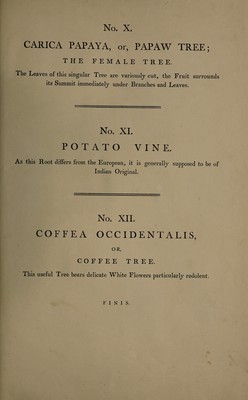 No. X.
CARICA PAPAYA, or, PAPAW TREE;
THE FEMALE TREE.
The Leaves of this singular Tree are variously cut, the Fruit surrounds
its Summit immediately under Branches and Leaves.
No. XI.
POTATO VINE.
As this Root differs from the European, it is generally supposed to be of
Indian Original.
No. XII.
COFFEA OCCIDENTALIS,
OR,
COFFEE TREE.
This useful Tree bears delicate White Flowers particularly redolent.
FINIS.